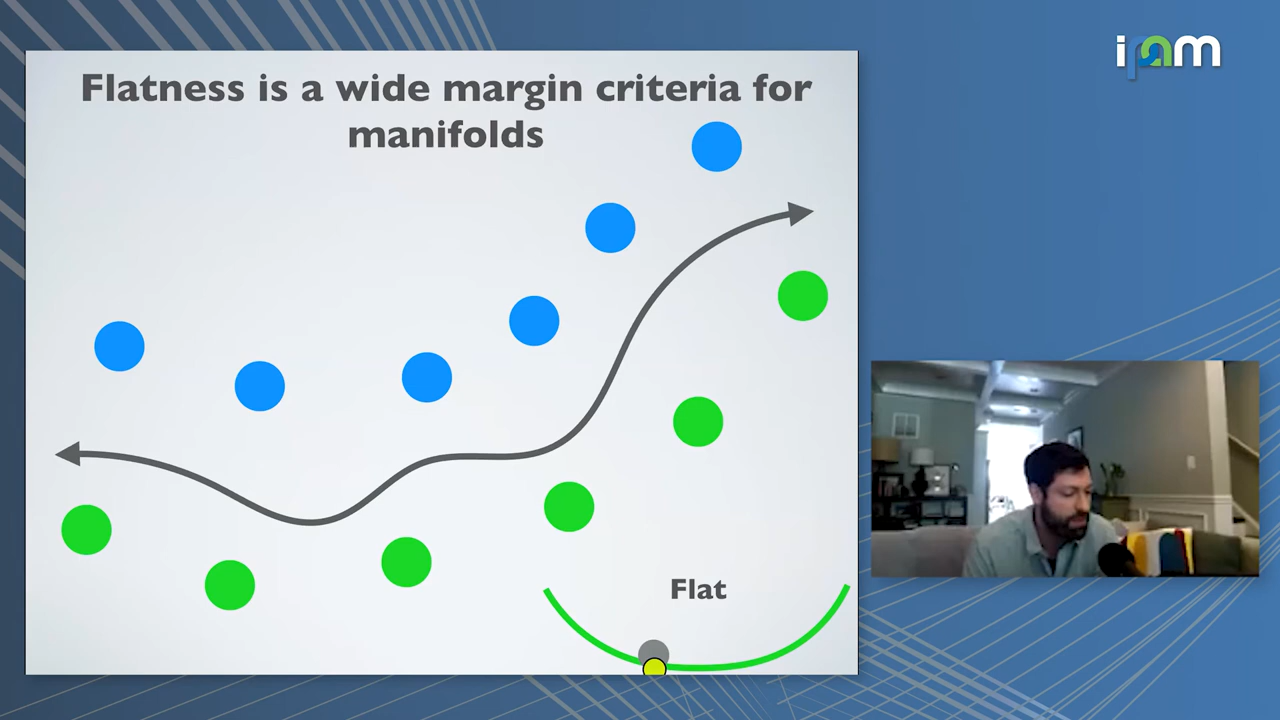 Flatness is a wide margin criteria for
manifolds
ipam
Flat